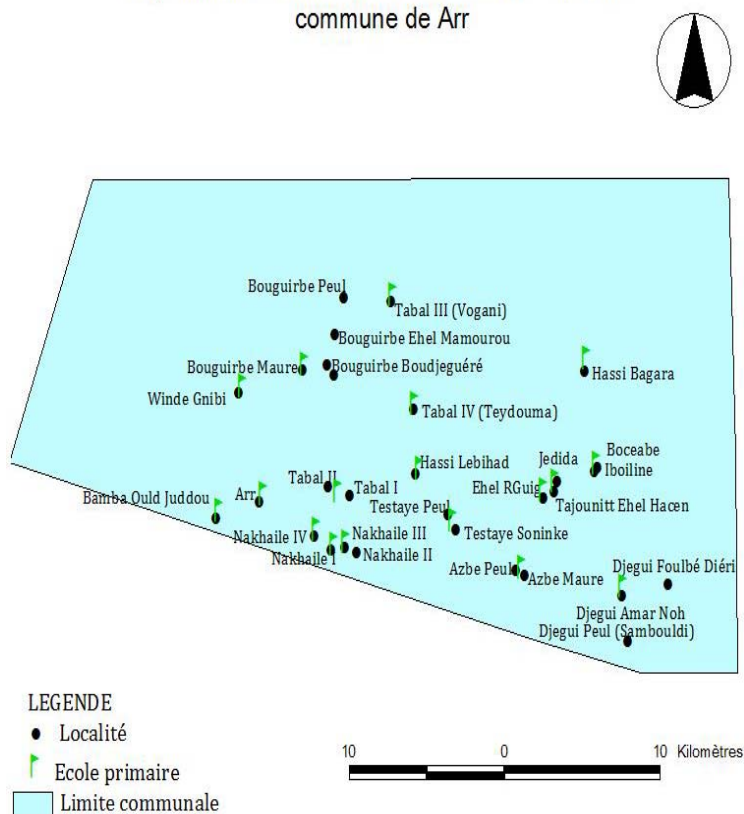 commune de Arr
Bouguirbe Peul
Tabal III (Vogani)
Bouguirbe Ehel Mamourou
Bouguirbe Maure
Bouguirbe Boudjeguéré
Hassi Bagara
Winde Gnibi
Tabal IV (Teydouma)
Hassi Lebihad
Jedida
Boceabe
Iboiline
Tabal II
Tabal I
Ehel RGuig
Tajounitt Ehel Hacen
Bamba Ould Juddou
Arr
Testaye Peul
Testaye Soninke
Nakhaile IV
Nakhaile III
Nakhaile I
Nakhaile II
Azbe Peul
Azbe Maure
Djegui Foulbé Diéri
Djegui Amar Noh
Djegui Peul (Sambouldi)
LEGENDE
Localité
Ecole primaire
Limite communale
10 0 10 Kilomètres